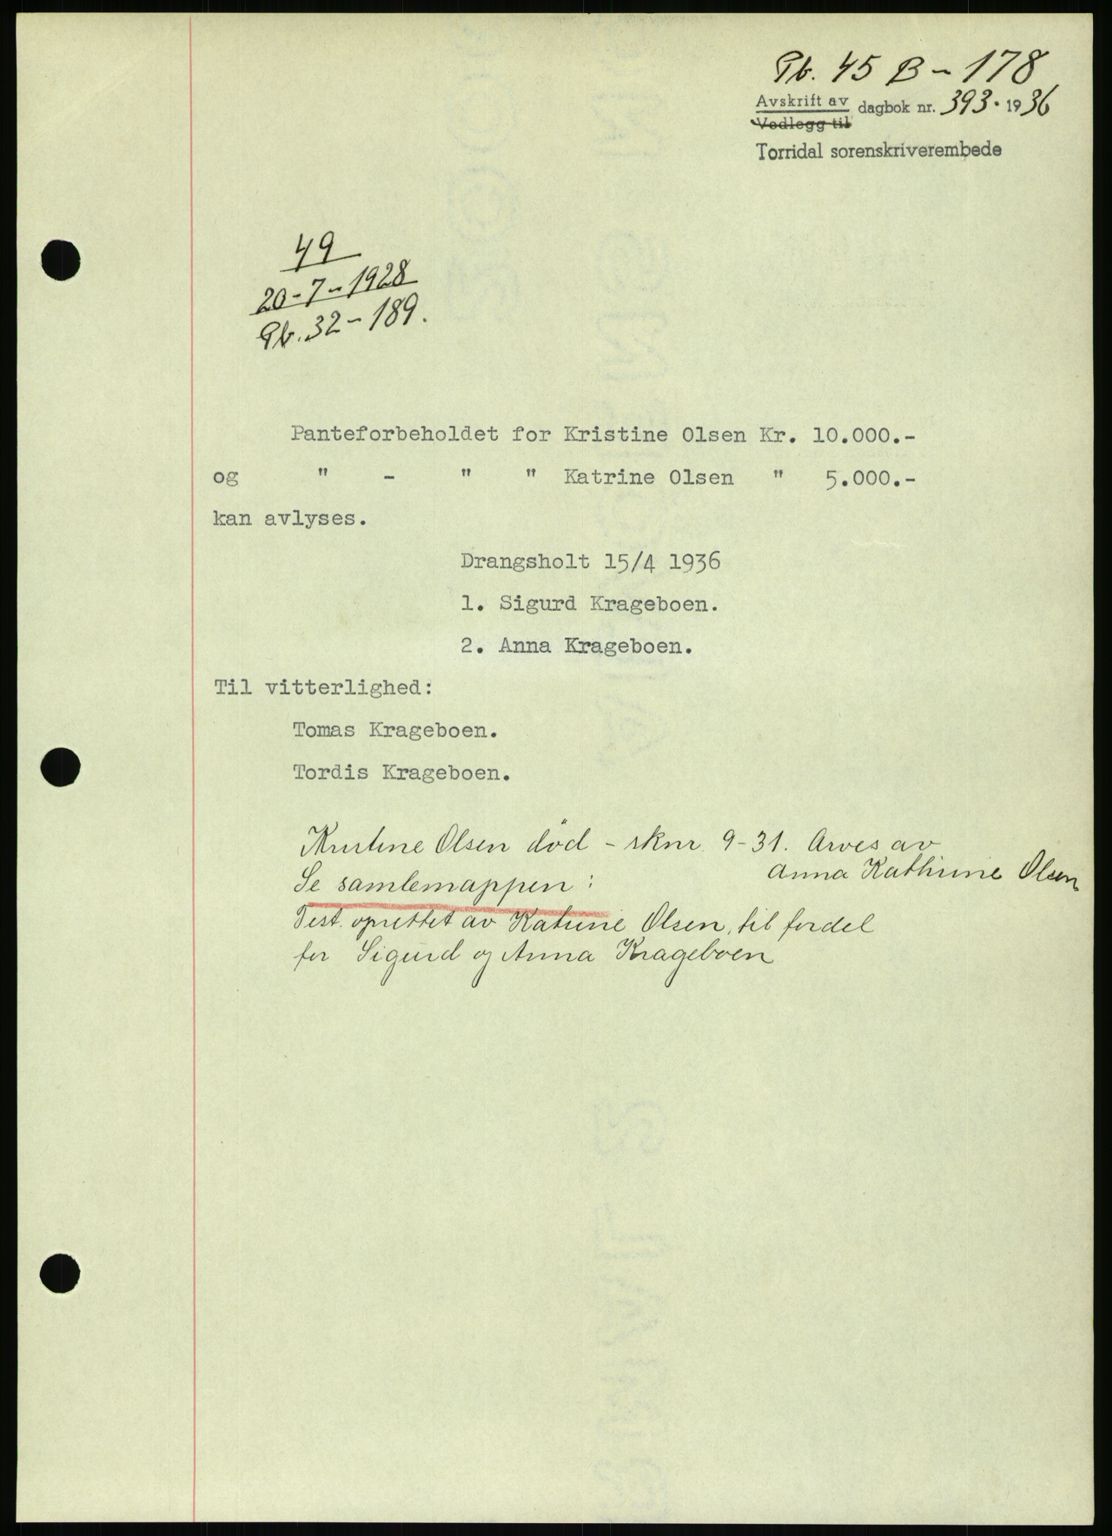 Pb. 45 B - 178
Avskrift av
Vedlegg til
dagbok nr. 393 · 1936
Torridal sorenskriverembede
49
20-7-1928
Pb. 32-189.
Panteforbeholdet for Kristine Olsen Kr. 10.000.-
og " - " " Katrine Olsen " 5.000.-
kan avlyses.
Drangsholt 15/4 1936
1. Sigurd Krageboen.
2. Anna Krageboen.
Til vitterlighed:
Tomas Krageboen.
Tordis Krageboen.
Kristine Olsen död - sknr 9-31. Arves av
Anna Kathrine Olsen
Se samlemappen:
Test. oprettet av Katrine Olsen, til fordel
for Sigurd og Anna Krageboen